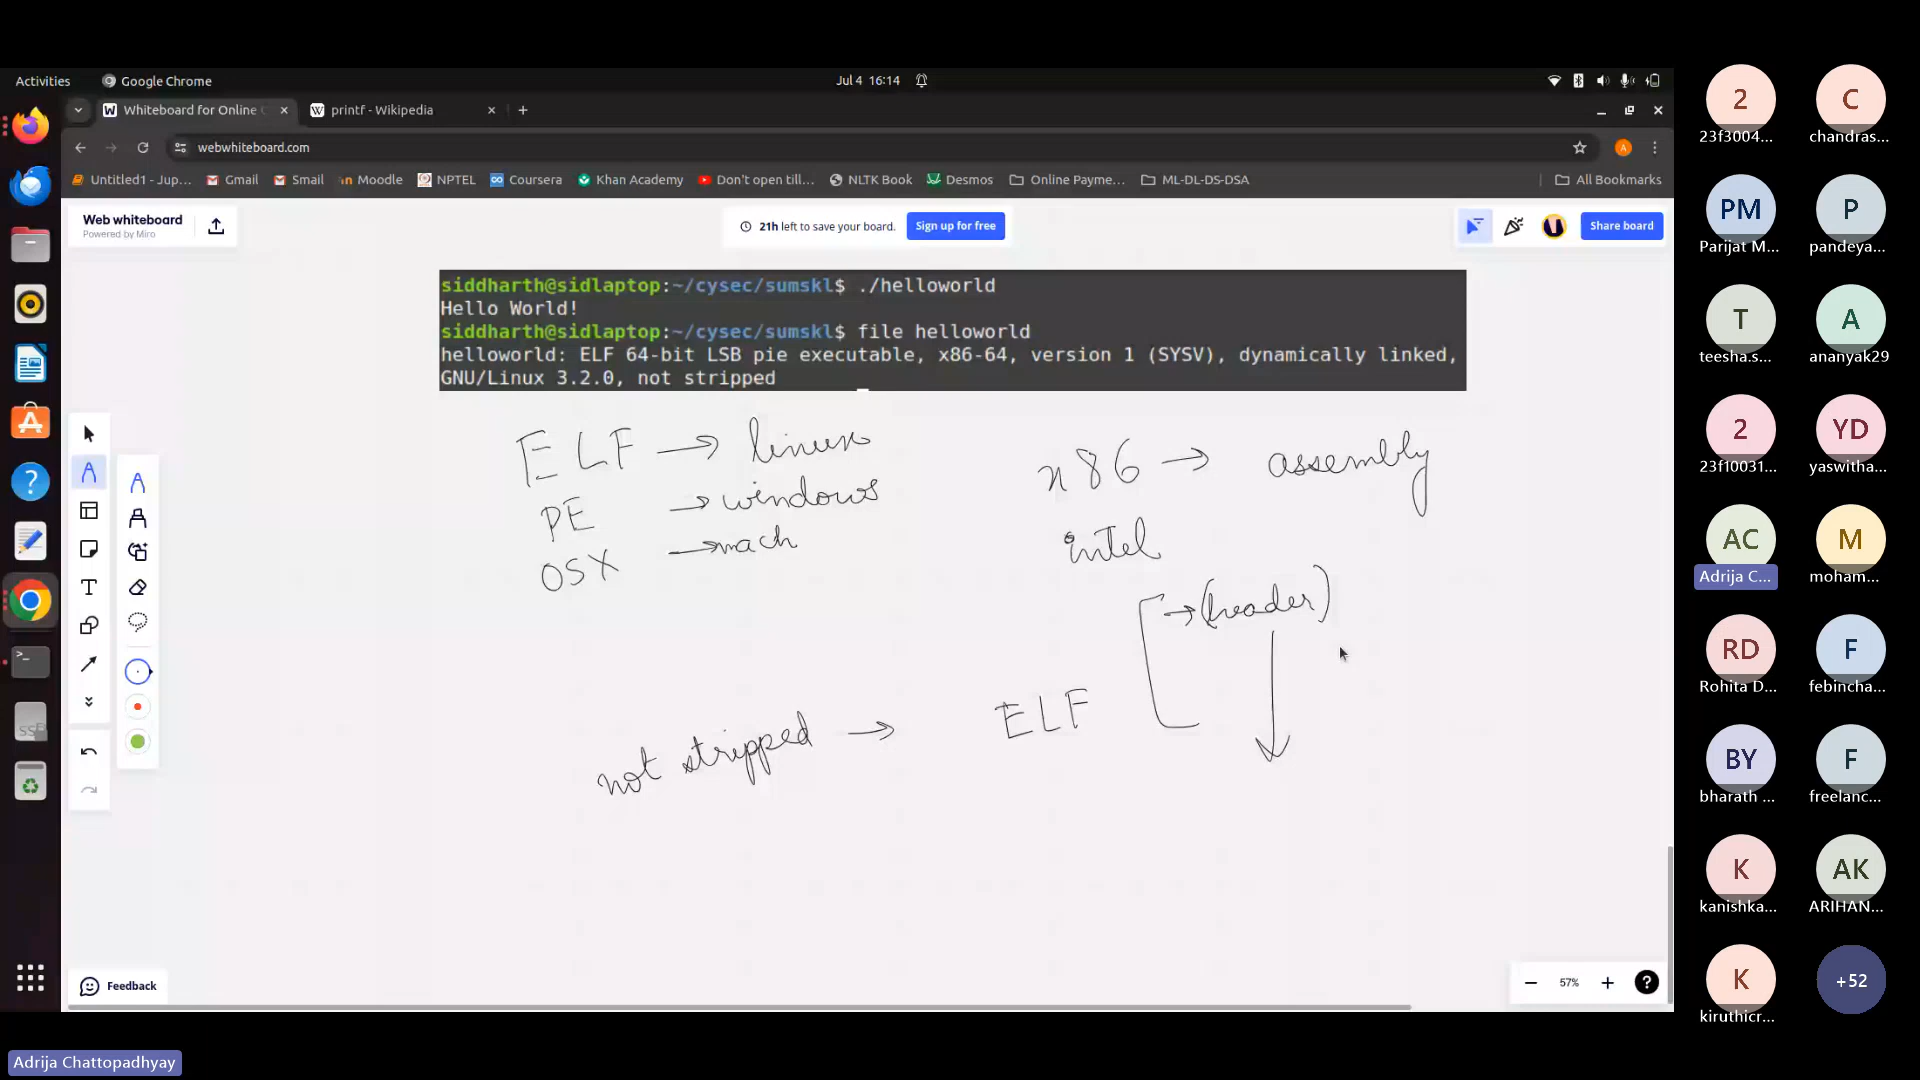 Activities
Google Chrome
Jul 4 16:14
Whiteboard for Online C
printf - Wikipedia
webwhiteboard.com
Untitled1 - Jup...
Gmail
Smail
Moodle
NPTEL
Coursera
Khan Academy
Don't open till...
NLTK Book
Desmos
Online Payme...
ML-DL-DS-DSA
All Bookmarks
Web whiteboard
Powered by Miro
21h left to save your board.
Sign up for free
Share board
siddharth@sidlaptop:~/cysec/sumskl$ ./helloworld
Hello World!
siddharth@sidlaptop:~/cysec/sumskl$ file helloworld
helloworld: ELF 64-bit LSB pie executable, x86-64, version 1 (SYSV), dynamically linked,
GNU/Linux 3.2.0, not stripped
ELF → linux
PE → windows
OSX → mach
x86 → assembly
intel
→ (header)
ELF
not stripped →
57%
Feedback
2
23f3004...
C
chandras...
PM
Parijat M...
P
pandeya...
T
teesha.s...
A
ananyak29
2
23f10031...
YD
yaswitha...
AC
Adrija C...
M
moham...
RD
Rohita D...
F
febincha...
BY
bharath ...
F
freelanc...
K
kanishka...
AK
ARIHAN...
K
kiruthicr...
+52
Adrija Chattopadhyay